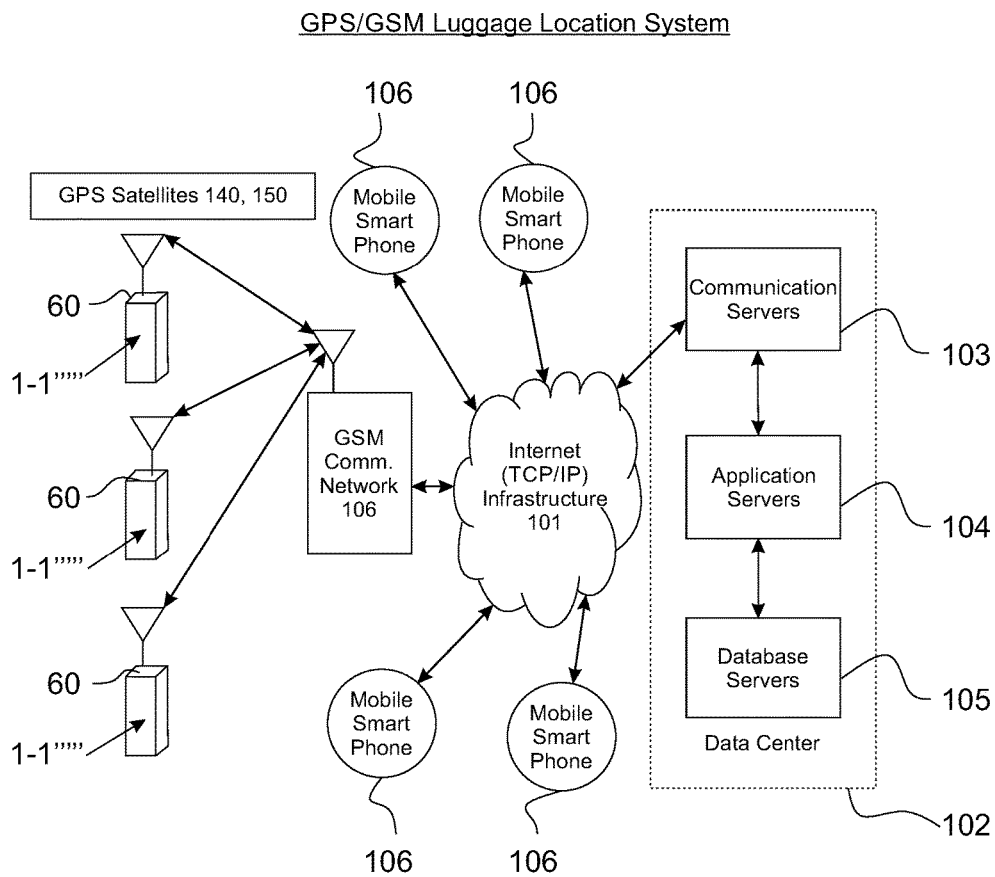 GPS/GSM Luggage Location System
106
106
GPS Satellites 140, 150
Mobile
Smart
Phone
Mobile
Smart
Phone
60
1-1’’’’’
60
1-1’’’’’
60
1-1’’’’’
GSM
Comm.
Network
106
Internet
(TCP/IP)
Infrastructure
101
Communication
Servers
103
Application
Servers
104
Database
Servers
105
Data Center
102
Mobile
Smart
Phone
Mobile
Smart
Phone
106
106